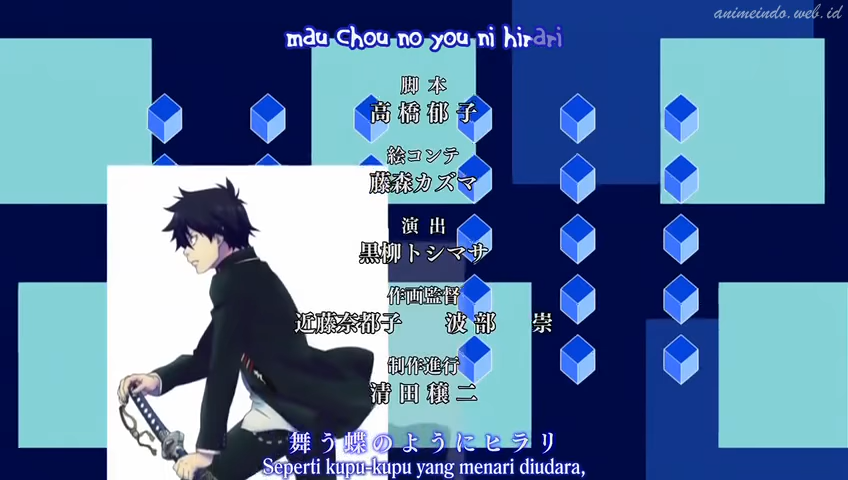 animeindo.web.id
mau Chou no you ni hirari
脚 本
高 橋 郁 子
絵コンテ
藤森カズマ
演 出
黒柳トシマサ
作画監督
近藤奈都子 波 部 崇
制作進行
清 田 穣 二
舞う蝶のようにヒラリ
Seperti kupu-kupu yang menari diudara,